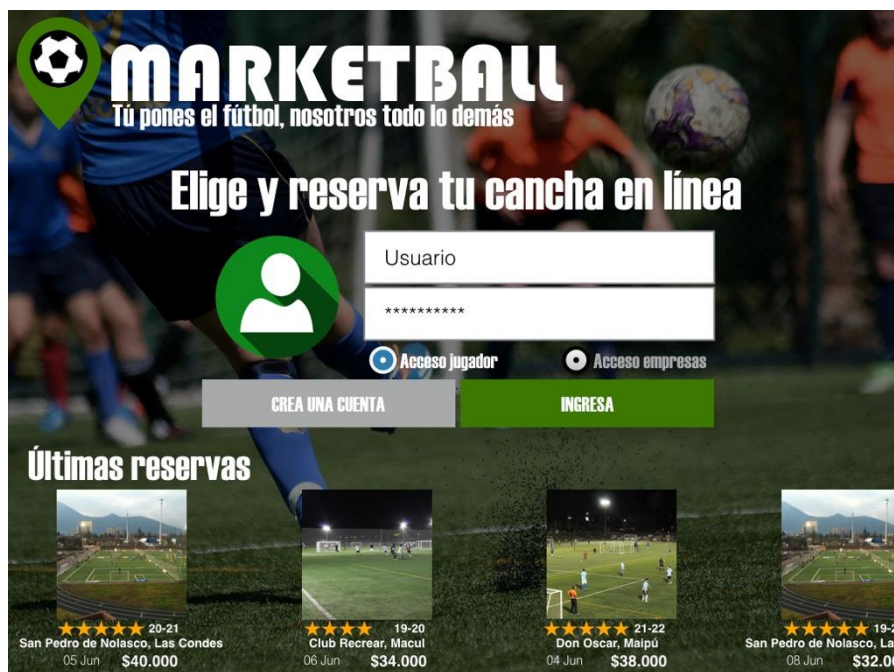 MARKETBALL
Tú pones el fútbol, nosotros todo lo demás
Elige y reserva tu cancha en línea
Usuario
**********
Acceso jugador
Acceso empresas
CREA UNA CUENTA
INGRESA
Últimas reservas
20-21
San Pedro de Nolasco, Las Condes
05 Jun $40.000
19-20
Club Recrear, Macul
06 Jun $34.000
21-22
Don Oscar, Maipú
04 Jun $38.000
San Pedro de Nolasco,
08 Jun